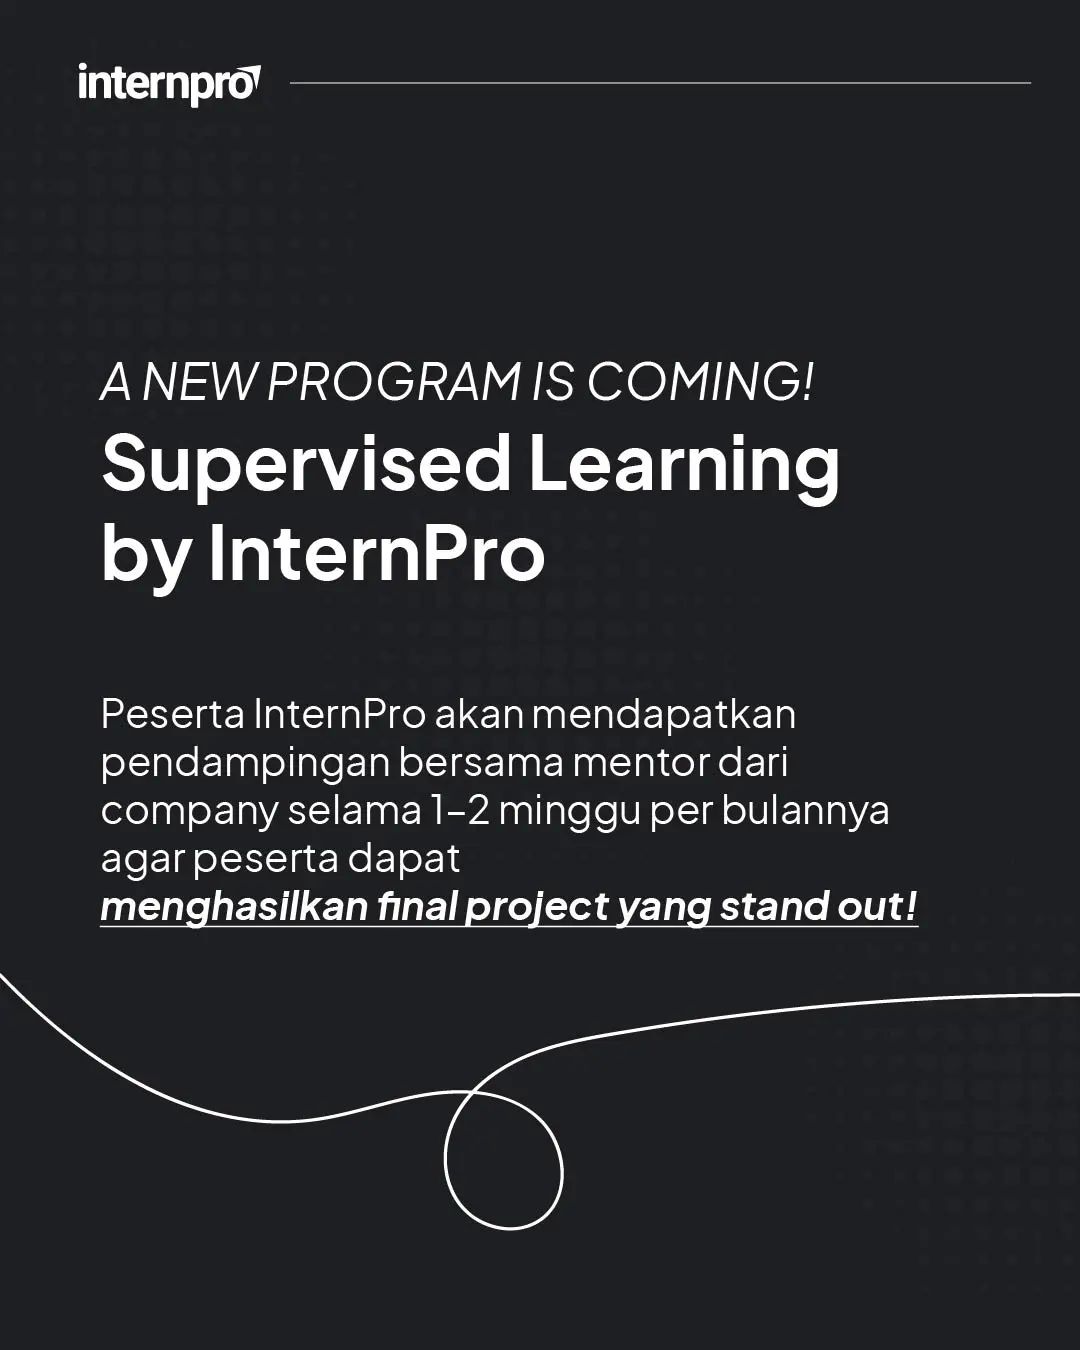 internpro
A NEW PROGRAM IS COMING!
Supervised Learning
by InternPro
Peserta InternPro akan mendapatkan
pendampingan bersama mentor dari
company selama 1–2 minggu per bulannya
agar peserta dapat
menghasilkan final project yang stand out!